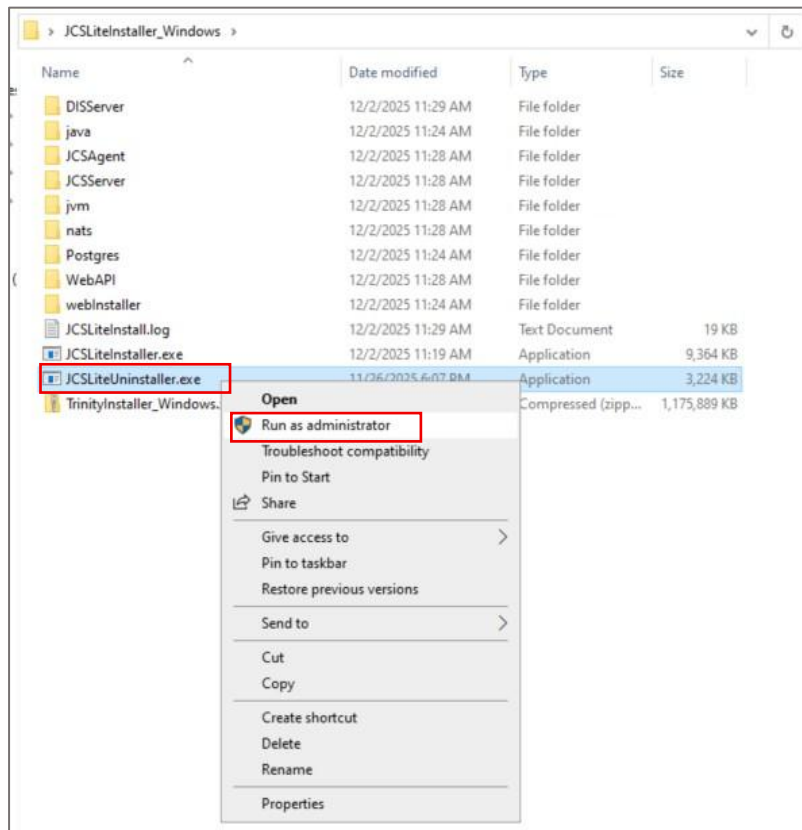 JCSLiteInstaller_Windows
Name Date modified Type Size
DISServer 12/2/2025 11:29 AM File folder
java 12/2/2025 11:24 AM File folder
JCSAgent 12/2/2025 11:28 AM File folder
JCSServer 12/2/2025 11:28 AM File folder
jvm 12/2/2025 11:28 AM File folder
nats 12/2/2025 11:28 AM File folder
Postgres 12/2/2025 11:24 AM File folder
WebAPI 12/2/2025 11:28 AM File folder
webInstaller 12/2/2025 11:24 AM File folder
JCSLiteInstall.log 12/2/2025 11:29 AM Text Document 19 KB
JCSLiteInstaller.exe 12/2/2025 11:19 AM Application 9,364 KB
JCSLiteUninstaller.exe 11/26/2025 6:07 PM Application 3,224 KB
TrinityInstaller_Windows. Compressed (zipp... 1,175,889 KB
Open
Run as administrator
Troubleshoot compatibility
Pin to Start
Share
Give access to
Pin to taskbar
Restore previous versions
Send to
Cut
Copy
Create shortcut
Delete
Rename
Properties